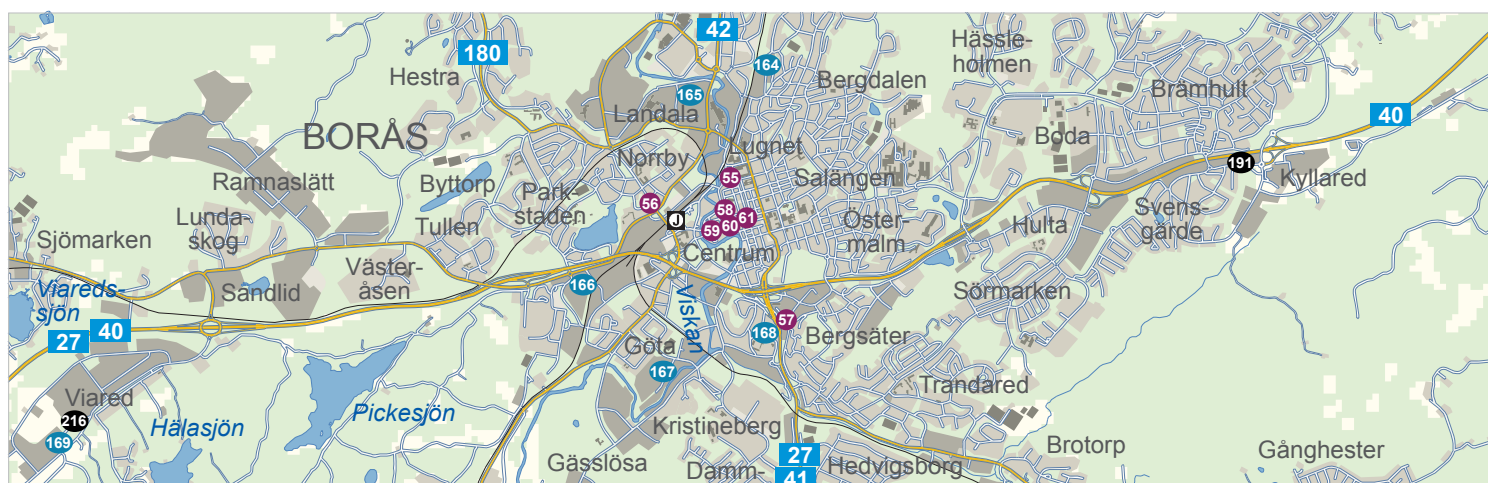 42
180
164
Hässle-
holmen
Hestra
Bergdalen
Brämhult
165
Landala
40
BORÅS
Boda
Lugnet
Norrby
191
Ramnaslätt
Byttorp
Park-
staden
55
Salängen
Kyllared
56
58
61
J
59
60
Lunda-
skog
Tullen
Öster-
malm
Hulta
Svens-
gärde
Sjömarken
Centrum
Väster-
åsen
Viareds-
sjön
Sandlid
166
Viskan
Sörmarken
27
40
57
168
Bergsäter
Göta
167
Trandared
Viared
216
169
Hälasjön
Pickesjön
Kristineberg
Brotorp
Gånghester
27
41
Gässlösa
Damm-
Hedvigsborg